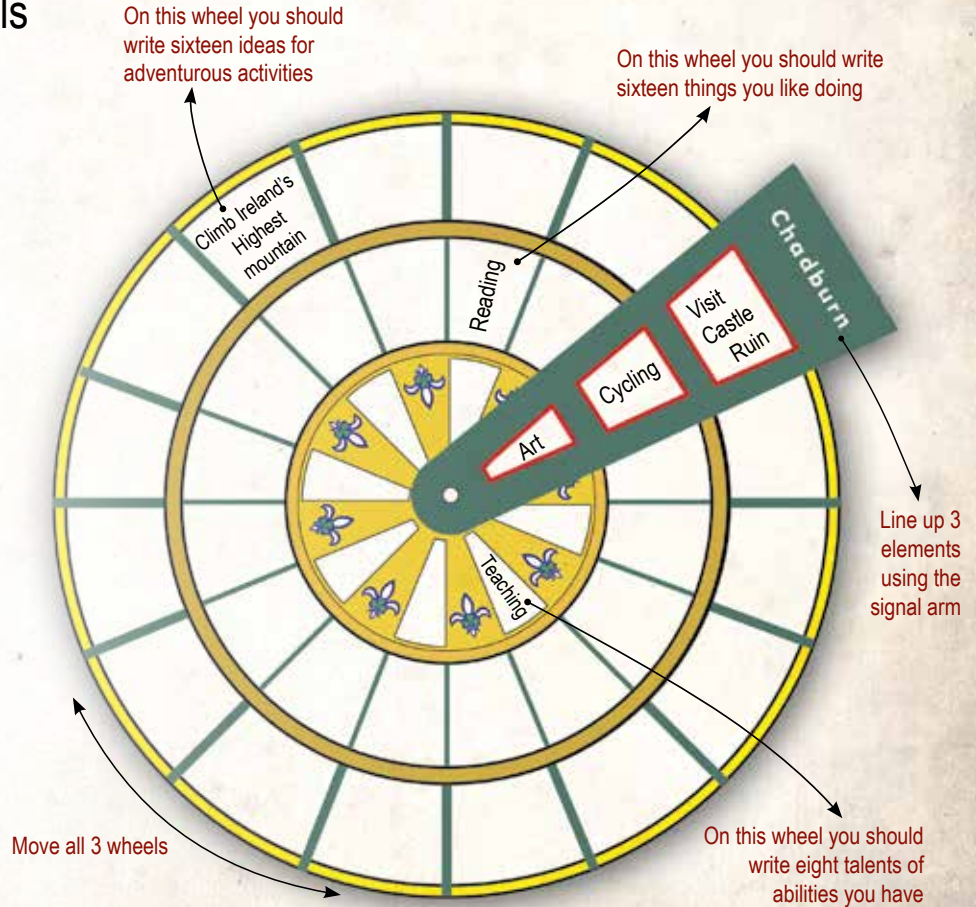 ls
On this wheel you should
write sixteen ideas for
adventurous activities
On this wheel you should write
sixteen things you like doing
Climb Ireland's
Highest
mountain
Reading
Chadburn
Visit
Castle
Ruin
Cycling
Art
Teaching
Line up 3
elements
using the
signal arm
Move all 3 wheels
On this wheel you should
write eight talents of
abilities you have